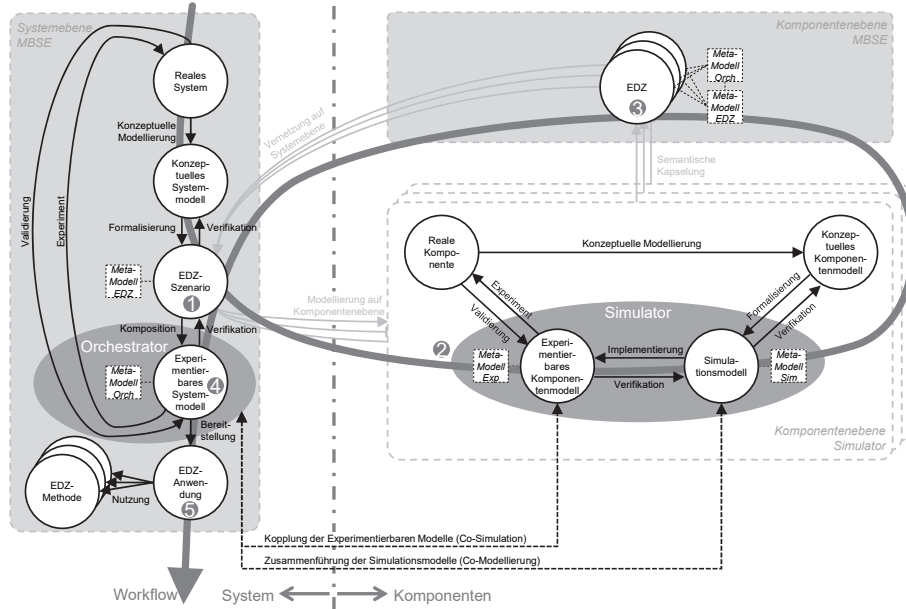 Systemebene
MBSE
Reales
System
Konzeptuelle
Modellierung
Konzep-
tuelles
System-
modell
Formalisierung
Verifikation
Validierung
Experiment
Meta-
Modell
EDZ
EDZ-
Szenario
1
Komposition
Verifikation
Orchestrator
Meta-
Modell
Orch
Experi-
mentier-
bares
System-
modell
4
Bereit-
stellung
EDZ-
Methode
Nutzung
EDZ-
Anwen-
dung
5
Workflow
System
Komponenten
Vernetzung auf
Systemebene
Modellierung auf
Komponentenebene
2
Komponentenebene
MBSE
EDZ
3
Meta-
Modell
Orch
Meta-
Modell
EDZ
Semantische
Kapselung
Reale
Kompo-
nente
Konzeptuelle Modellierung
Konzep-
tuelles
Kompo-
nentenmodell
Experiment
Validierung
Formalisierung
Verifikation
Simulator
Meta-
Modell
Exp
Experi-
mentier-
bares
Kompo-
nentenmodell
Implementierung
Verifikation
Simula-
tionsmodell
Meta-
Modell
Sim
Komponentenebene
Simulator
Kopplung der Experimentierbaren Modelle (Co-Simulation)
Zusammenführung der Simulationsmodelle (Co-Modellierung)